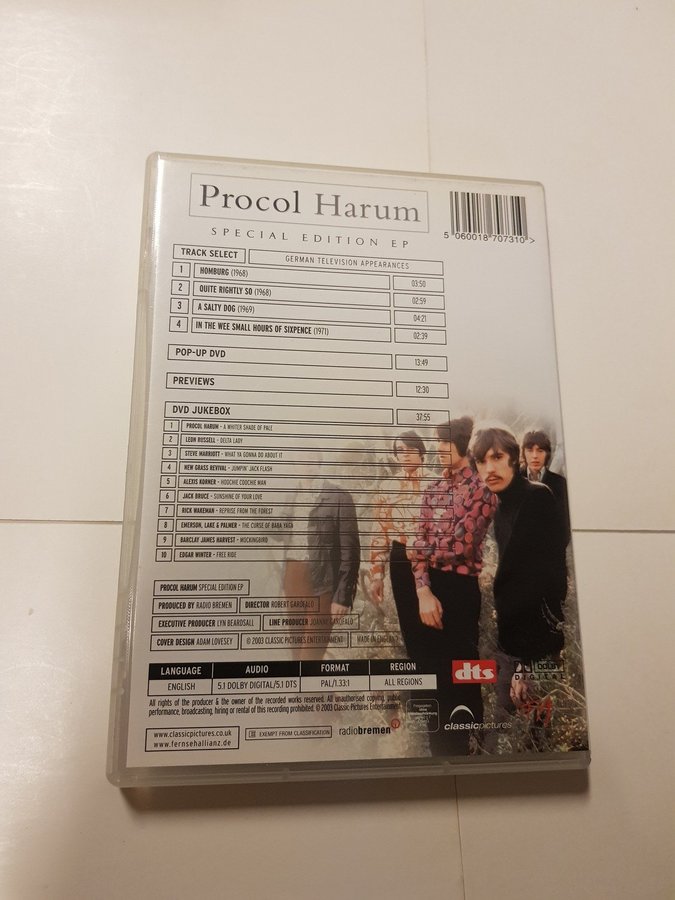 Procol Harum
SPECIAL EDITION EP
5 060018 707310 >
TRACK SELECT GERMAN TELEVISION APPEARANCES
1 HOMBURG (1968) 03:50
2 QUITE RIGHTLY SO (1968) 02:59
3 A SALTY DOG (1969) 04:21
4 IN THE WEE SMALL HOURS OF SIXPENCE (1971) 02:39
POP-UP DVD 13:49
PREVIEWS 12:30
DVD JUKEBOX 37:55
1 PROCOL HARUM - A WHITER SHADE OF PALE
2 LEON RUSSELL - DELTA LADY
3 STEVE MARRIOTT - WHAT YA GONNA DO ABOUT IT
4 NEW GRASS REVIVAL - JUMPIN' JACK FLASH
5 ALEXIS KORNER - HOOCHIE COOCHIE MAN
6 JACK BRUCE - SUNSHINE OF YOUR LOVE
7 RICK WAKEMAN - REPRISE FROM THE FOREST
8 EMERSON, LAKE & PALMER - THE CURSE OF BABA YAGA
9 BARCLAY JAMES HARVEST - MOCKINGBIRD
10 EDGAR WINTER - FREE RIDE
PROCOL HARUM SPECIAL EDITION EP
PRODUCED BY RADIO BREMEN DIRECTOR ROBERT GAROFALO
EXECUTIVE PRODUCER LYN BEARDSALL LINE PRODUCER JOANNE GAROFALO
COVER DESIGN ADAM LOVESEY © 2003 CLASSIC PICTURES ENTERTAINMENT MADE IN ENGLAND
LANGUAGE AUDIO FORMAT REGION
ENGLISH 5.1 DOLBY DIGITAL/5.1 DTS PAL/1.33:1 ALL REGIONS
dts
DOLBY
DIGITAL
All rights of the producer & the owner of the recorded works reserved. All unauthorised copying, public
performance, broadcasting, hiring or rental of this recording prohibited. © 2003 Classic Pictures Entertainment
www.classicpictures.co.uk
www.fernsehallianz.de
E EXEMPT FROM CLASSIFICATION
radiobremen
classicpictures